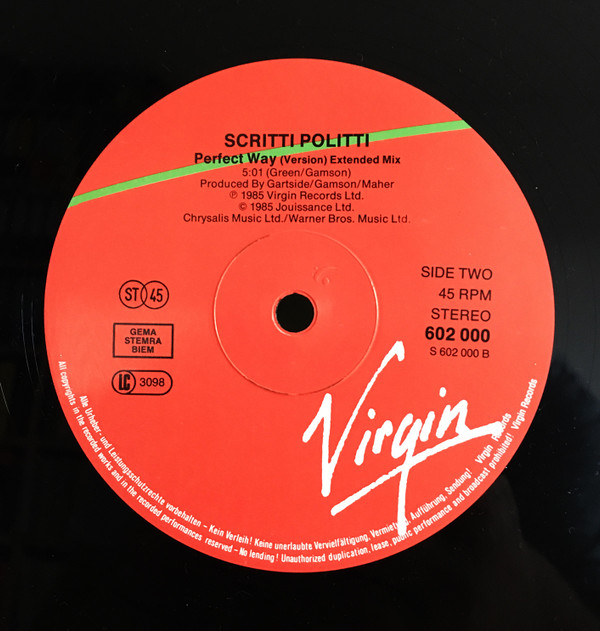 SCRITTI POLITTI
Perfect Way (Version) Extended Mix
5:01 (Green/Gamson)
Produced By Gartside/Gamson/Maher
℗ 1985 Virgin Records Ltd.
© 1985 Jouissance Ltd.
Chrysalis Music Ltd./Warner Bros. Music Ltd.
SIDE TWO
45 RPM
STEREO
602 000
S 602 000 B
ST 45
GEMA
STEMRA
BIEM
LC 3098
Virgin
Alle Urheber- und Leistungsschutzrechte vorbehalten – Kein Verleih! Keine unerlaubte Vervielfältigung, Vermietung, Aufführung, Sendung! Virgin Records
All copyrights in the recorded works and in the recorded performances reserved – No lending! Unauthorized duplication, lease, public performance and broadcast prohibited! Virgin Records